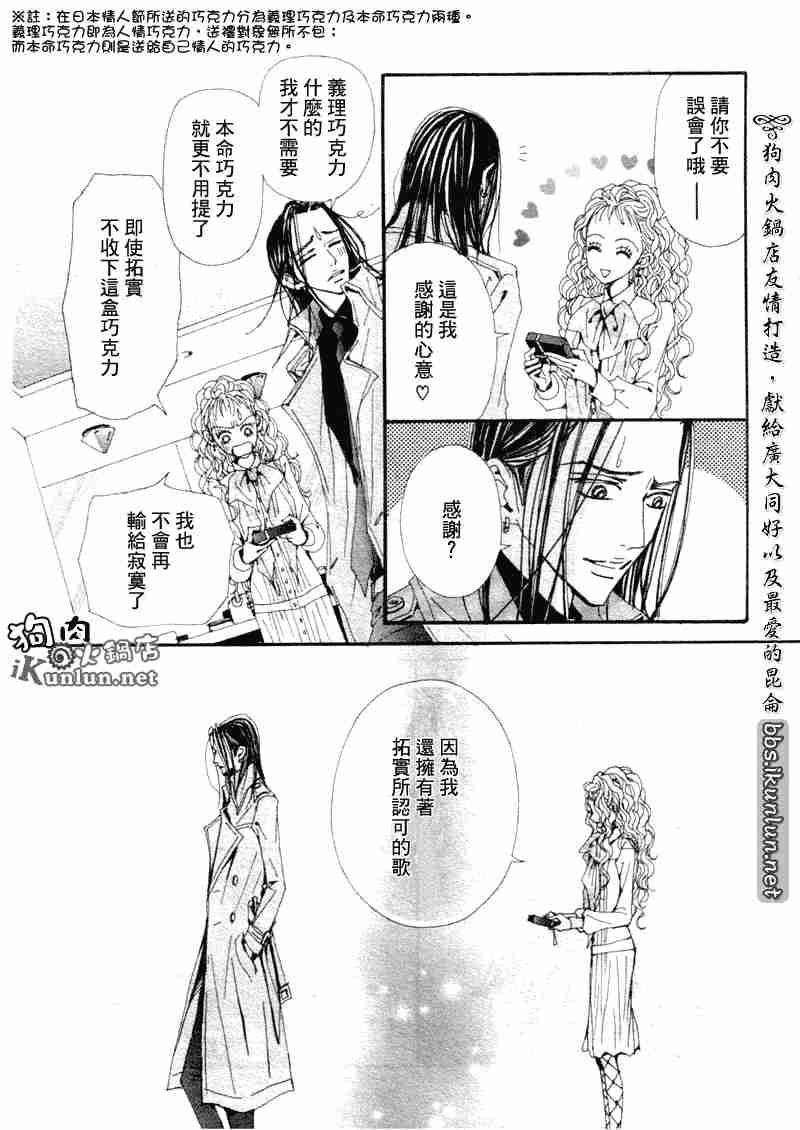 ※註：在日本情人節所送的巧克力分為義理巧克力及本命巧克力兩種。
義理巧克力即為人情巧克力，送禮對象無所不包；
而本命巧克力則是送給自己情人的巧克力。
請你不要
誤會了哦—
這是我
感謝的心意♡
義理巧克力
什麼的
我才不需要
本命巧克力
就更不用提了
即使拓實
不收下這盒巧克力
我也
不會再
輸給寂寞了
感謝？
因為我
還擁有著
拓實所認可的歌
狗肉火鍋店友情打造，獻給廣大同好以及最愛的昆侖
bbs.ikunlun.net
狗肉
火鍋店
iKunlun.net